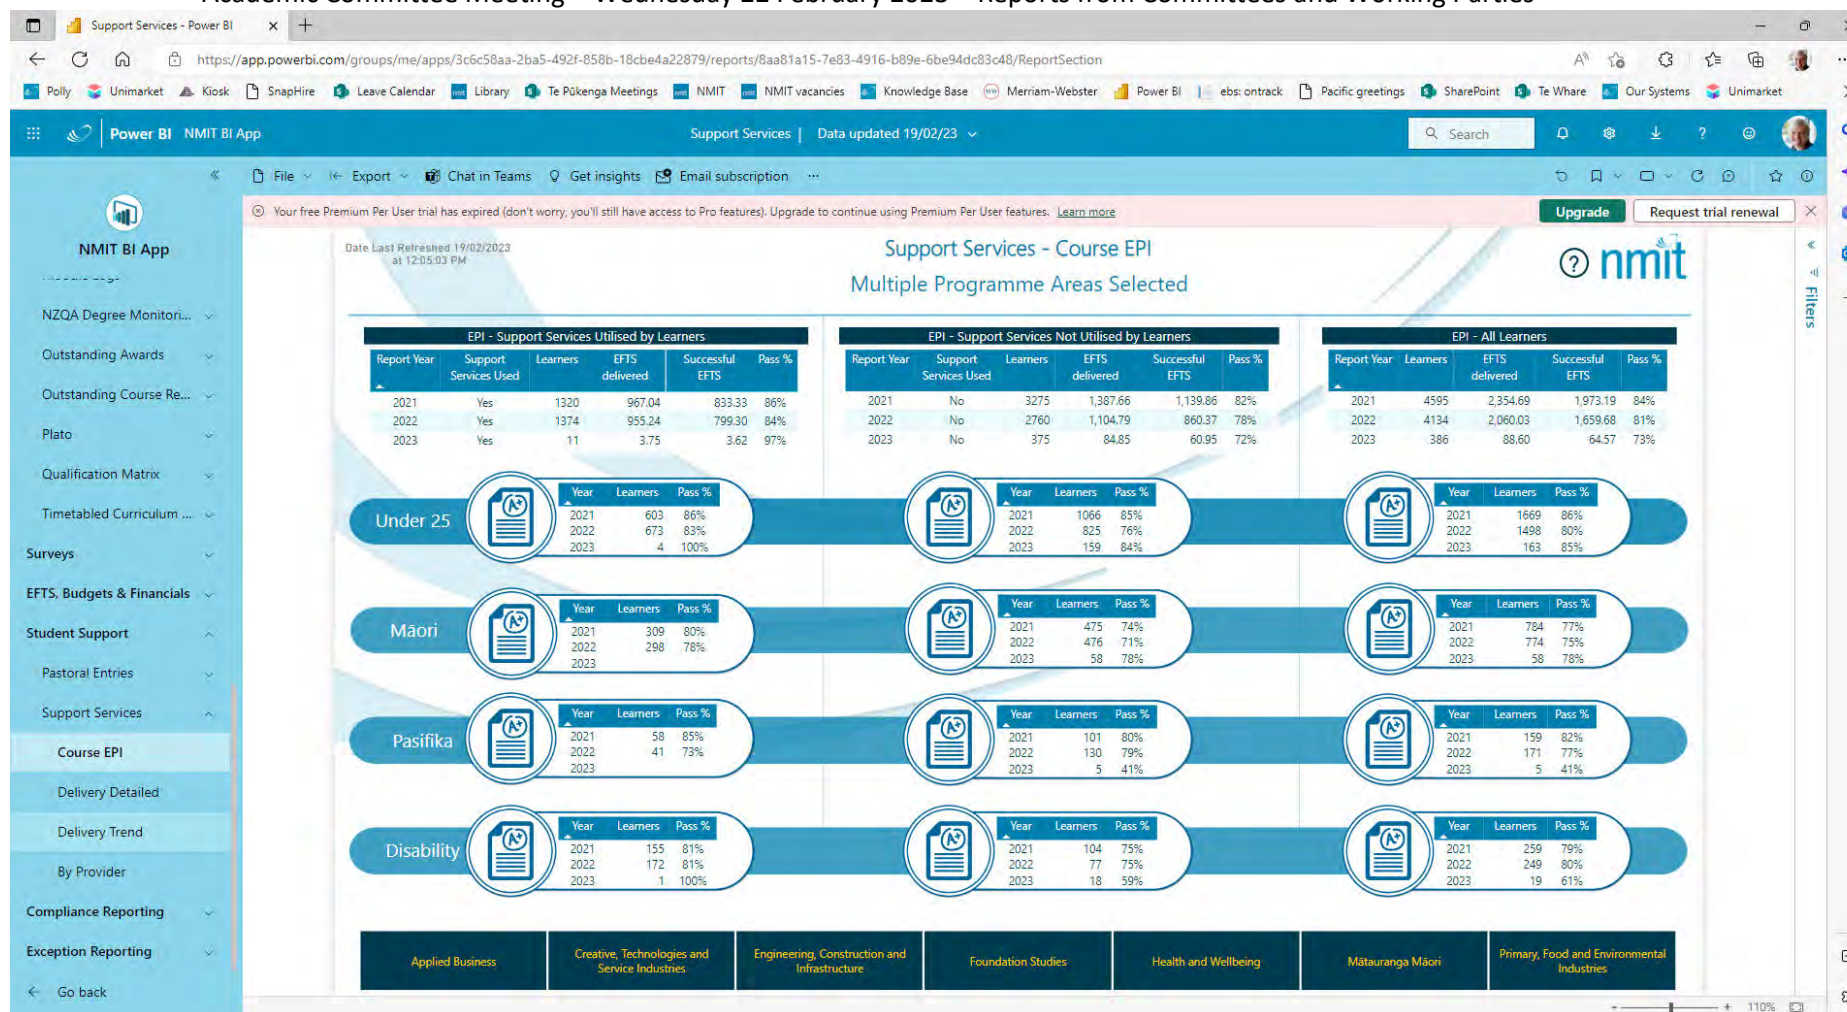 Academic Committee Meeting – Wednesday 22 February 2023 – Reports from Committees and Working Parties
Support Services - Power BI
https://app.powerbi.com/groups/me/apps/3c6c58aa-2ba5-492f-858b-18cbe4a22879/reports/8aa81a15-7e83-4916-b89e-6be94dc83c48/ReportSection
Polly Unimarket Kiosk SnapHire Leave Calendar Library Te Pūkenga Meetings NMIT NMIT vacancies Knowledge Base Merriam-Webster Power BI ebs: ontrack Pacific greetings SharePoint Te Whare Our Systems Unimarket
Power BI NMIT BI App Support Services | Data updated 19/02/23 Search
File Export Chat in Teams Get insights Email subscription ...
Your free Premium Per User trial has expired (don't worry, you'll still have access to Pro features). Upgrade to continue using Premium Per User features. Learn more Upgrade Request trial renewal
NMIT BI App
NZQA Degree Monitori...
Outstanding Awards
Outstanding Course Re...
Plato
Qualification Matrix
Timetabled Curriculum ...
Surveys
EFTS, Budgets & Financials
Student Support
Pastoral Entries
Support Services
Course EPI
Delivery Detailed
Delivery Trend
By Provider
Compliance Reporting
Exception Reporting
Go back
Date Last Refreshed 19/02/2023
at 12:05:03 PM
Support Services - Course EPI
Multiple Programme Areas Selected
nmit
Filters
EPI - Support Services Utilised by Learners
Report Year Support Services Used Learners EFTS delivered Successful EFTS Pass %
2021 Yes 1320 967.04 833.33 86%
2022 Yes 1374 955.24 799.30 84%
2023 Yes 11 3.75 3.62 97%
EPI - Support Services Not Utilised by Learners
Report Year Support Services Used Learners EFTS delivered Successful EFTS Pass %
2021 No 3275 1,387.66 1,139.86 82%
2022 No 2760 1,104.79 860.37 78%
2023 No 375 84.85 60.95 72%
EPI - All Learners
Report Year Learners EFTS delivered Successful EFTS Pass %
2021 4595 2,354.69 1,973.19 84%
2022 4134 2,060.03 1,659.68 81%
2023 386 88.60 64.57 73%
Under 25
Year Learners Pass %
2021 603 86%
2022 673 83%
2023 4 100%
Year Learners Pass %
2021 1066 85%
2022 825 76%
2023 159 84%
Year Learners Pass %
2021 1669 86%
2022 1498 80%
2023 163 85%
Māori
Year Learners Pass %
2021 309 80%
2022 298 78%
2023
Year Learners Pass %
2021 475 74%
2022 476 71%
2023 58 78%
Year Learners Pass %
2021 784 77%
2022 774 75%
2023 58 78%
Pasifika
Year Learners Pass %
2021 58 85%
2022 41 73%
2023
Year Learners Pass %
2021 101 80%
2022 130 79%
2023 5 41%
Year Learners Pass %
2021 159 82%
2022 171 77%
2023 5 41%
Disability
Year Learners Pass %
2021 155 81%
2022 172 81%
2023 1 100%
Year Learners Pass %
2021 104 75%
2022 77 75%
2023 18 59%
Year Learners Pass %
2021 259 79%
2022 249 80%
2023 19 61%
Applied Business
Creative, Technologies and
Service Industries
Engineering, Construction and
Infrastructure
Foundation Studies
Health and Wellbeing
Mātauranga Māori
Primary, Food and Environmental
Industries
110%